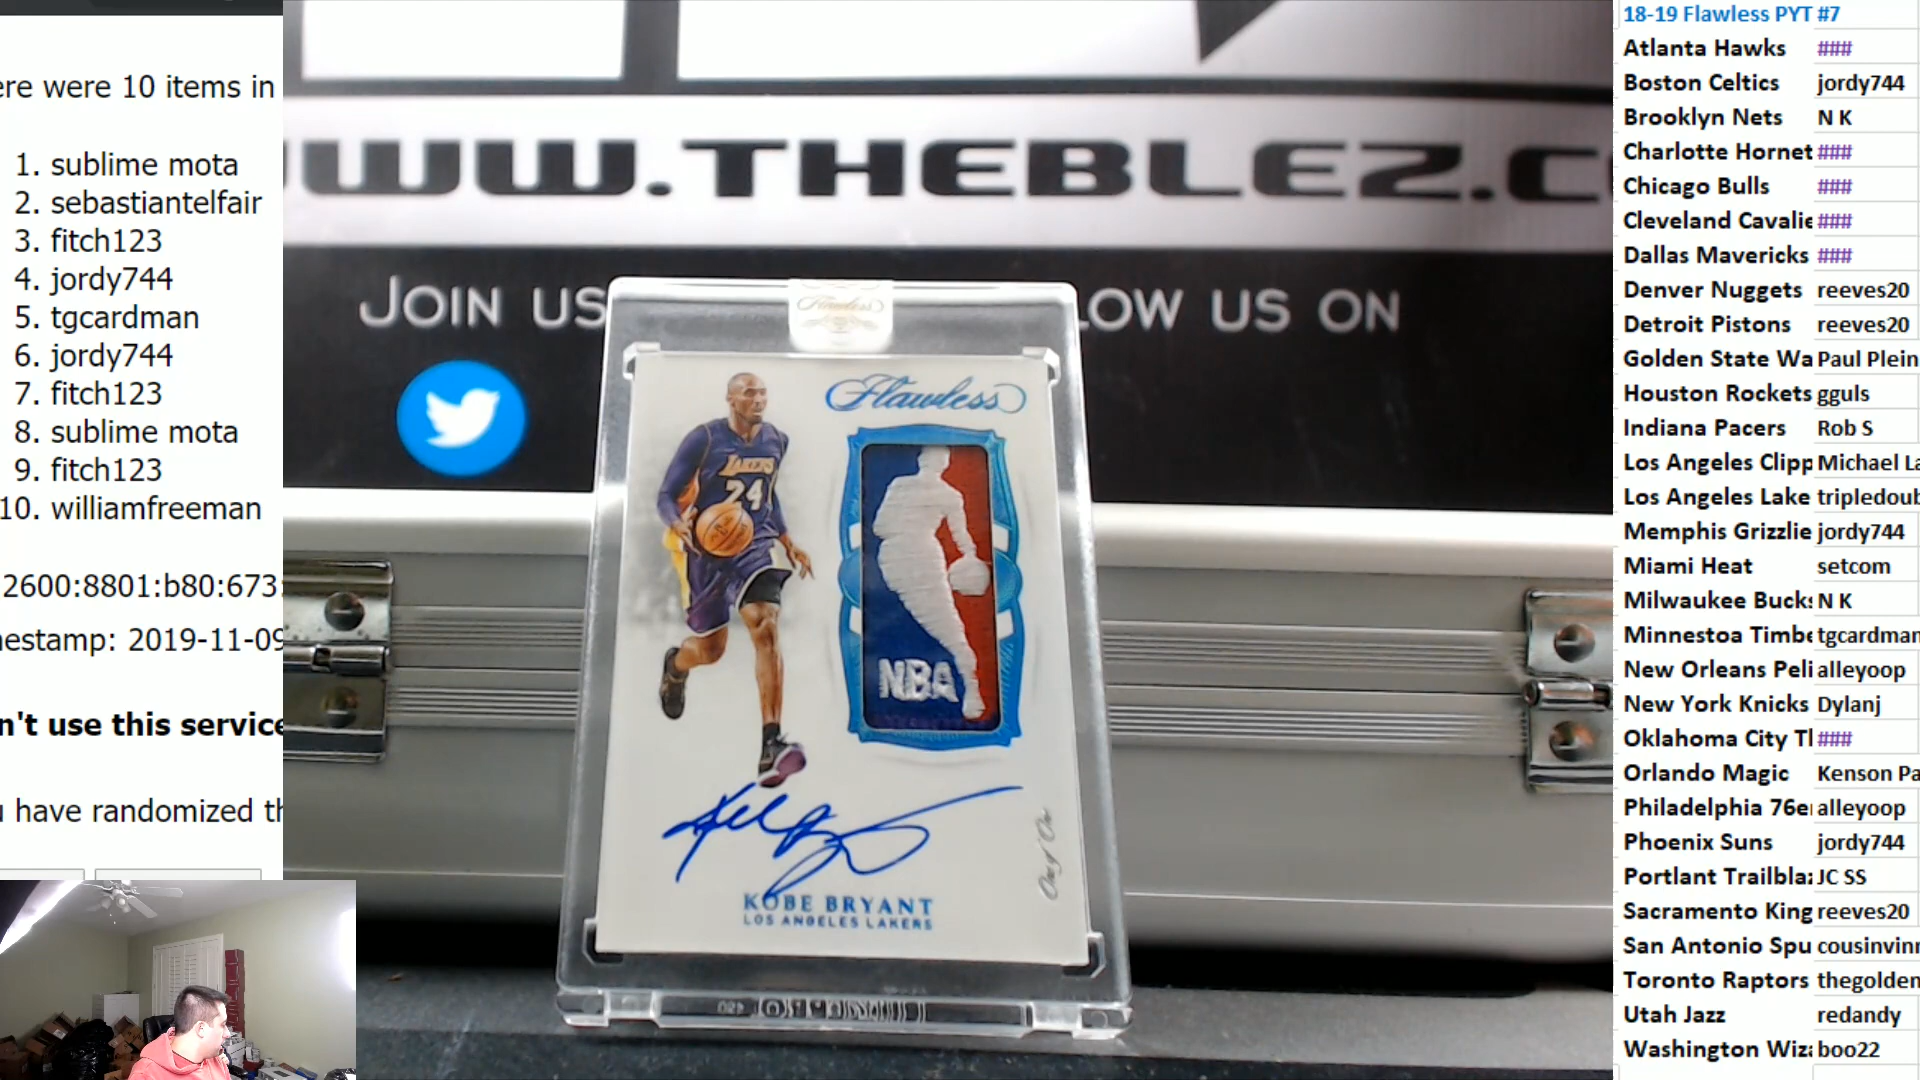 ere were 10 items in
1. sublime mota
2. sebastiantelfair
3. fitch123
4. jordy744
5. tgcardman
6. jordy744
7. fitch123
8. sublime mota
9. fitch123
10. williamfreeman
2600:8801:b80:673:
nestamp: 2019-11-09
n't use this service
u have randomized th
WWW.THEBLEZ.C
JOIN US
LOW US ON
Flawless
Flawless
LAKERS
24
NBA
One of One
KOBE BRYANT
LOS ANGELES LAKERS
18-19 Flawless PYT #7
Atlanta Hawks ###
Boston Celtics jordy744
Brooklyn Nets N K
Charlotte Hornet ###
Chicago Bulls ###
Cleveland Cavalie ###
Dallas Mavericks ###
Denver Nuggets reeves20
Detroit Pistons reeves20
Golden State Wa Paul Plein
Houston Rockets gguls
Indiana Pacers Rob S
Los Angeles Clipp Michael La
Los Angeles Lake tripledoub
Memphis Grizzlie jordy744
Miami Heat setcom
Milwaukee Bucks N K
Minnestoa Timbe tgcardman
New Orleans Peli alleyoop
New York Knicks Dylanj
Oklahoma City Tl ###
Orlando Magic Kenson Pa
Philadelphia 76e alleyoop
Phoenix Suns jordy744
Portlant Trailblaz JC SS
Sacramento King reeves20
San Antonio Spu cousinvinn
Toronto Raptors thegolden
Utah Jazz redandy
Washington Wiza boo22